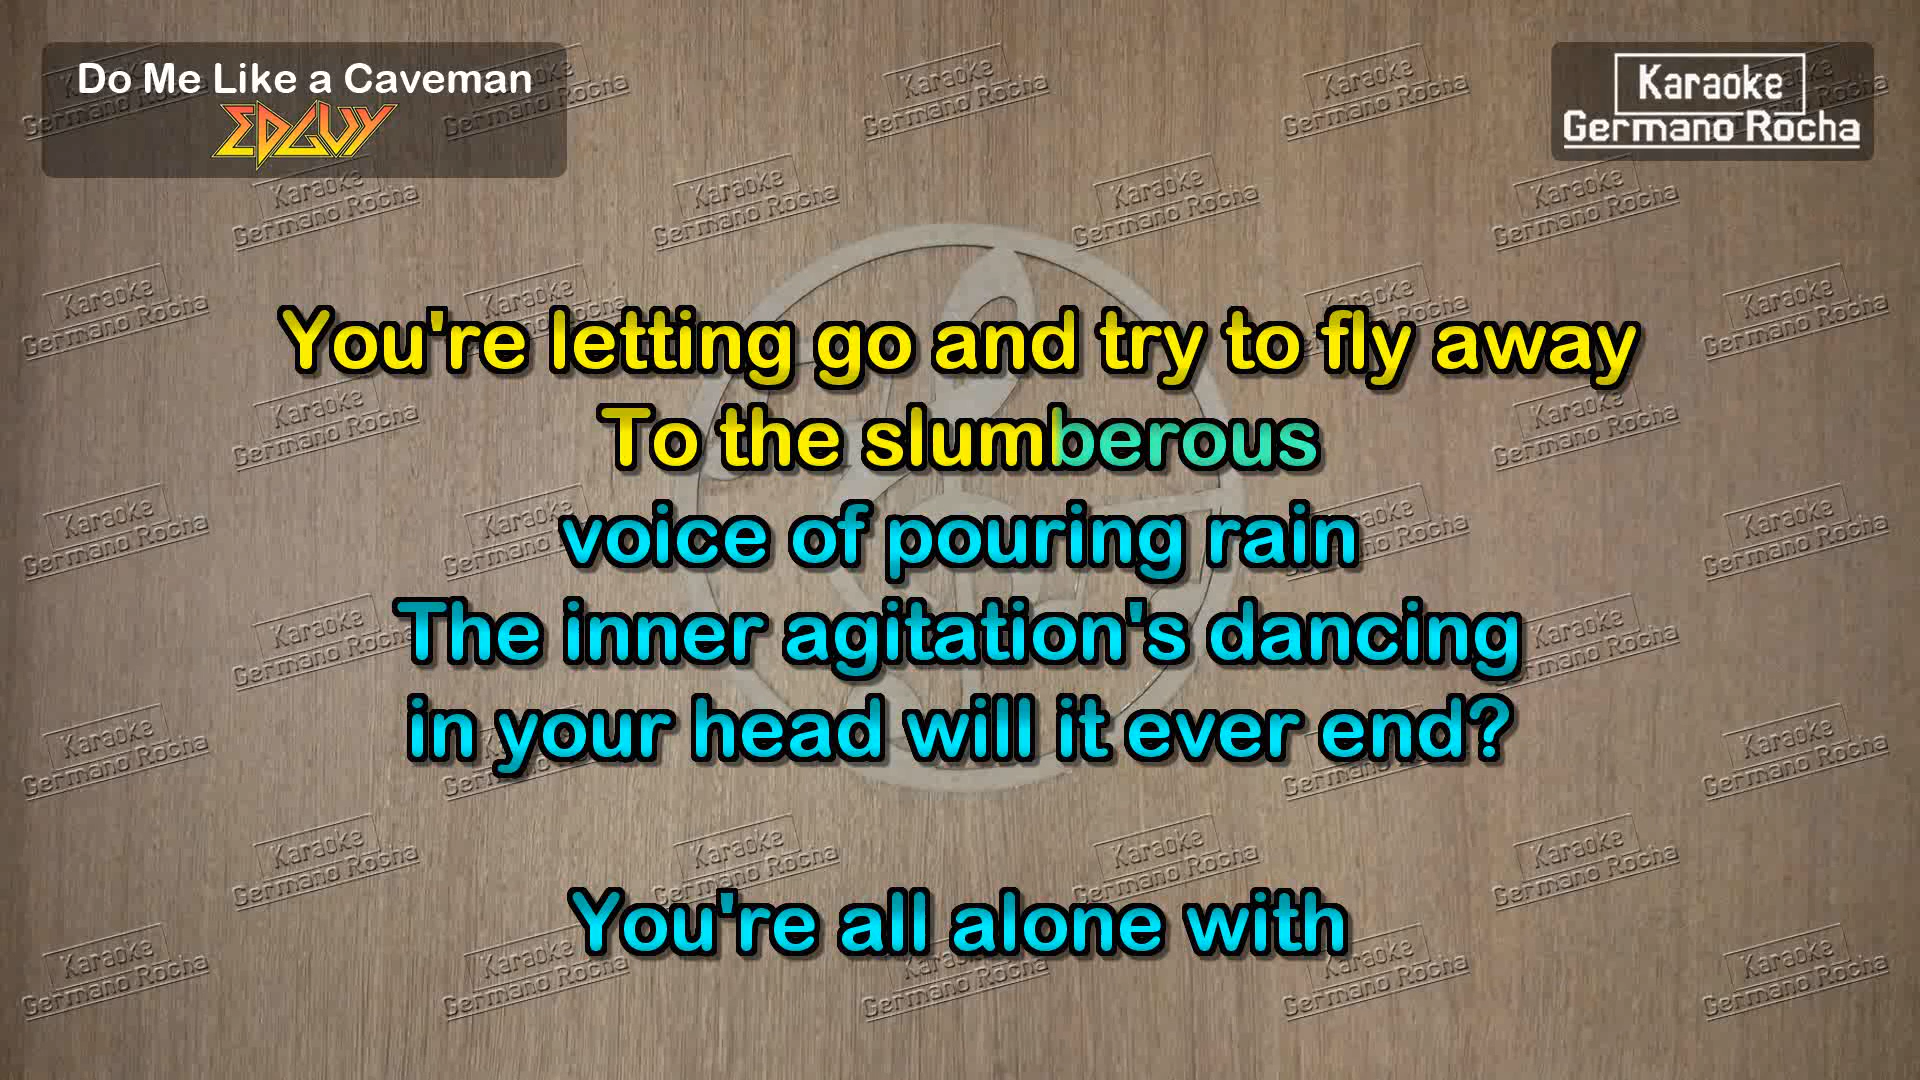 Do Me Like a Caveman
EDGUY
Karaoke
Germano Rocha
You're letting go and try to fly away
To the slumberous
voice of pouring rain
The inner agitation's dancing
in your head will it ever end?
You're all alone with